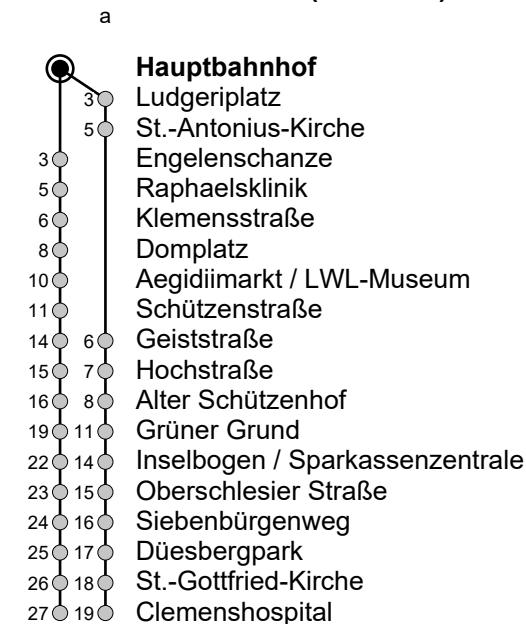 a
Hauptbahnhof
3 Ludgeriplatz
5 St.-Antonius-Kirche
3 Engelenschanze
5 Raphaelsklinik
6 Klemensstraße
8 Domplatz
10 Aegidiimarkt / LWL-Museum
11 Schützenstraße
14 6 Geiststraße
15 7 Hochstraße
16 8 Alter Schützenhof
19 11 Grüner Grund
22 14 Inselbogen / Sparkassenzentrale
23 15 Oberschlesier Straße
24 16 Siebenbürgenweg
25 17 Düesbergpark
26 18 St.-Gottfried-Kirche
27 19 Clemenshospital